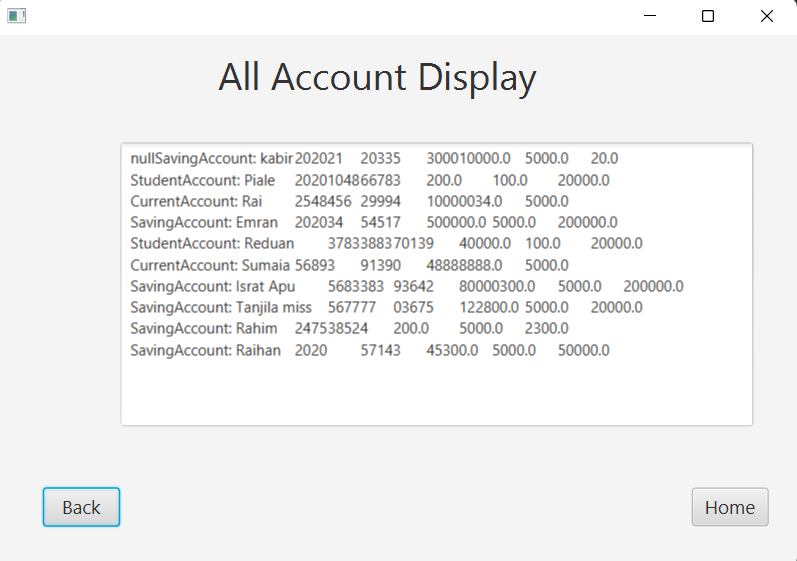 All Account Display
nullSavingAccount: kabir 202021 20335 300010000.0 5000.0 20.0
StudentAccount: Piale 2020104866783 200.0 100.0 20000.0
CurrentAccount: Rai 2548456 29994 10000034.0 5000.0
SavingAccount: Emran 202034 54517 500000.0 5000.0 200000.0
StudentAccount: Reduan 3783388370139 40000.0 100.0 20000.0
CurrentAccount: Sumaia 56893 91390 48888888.0 5000.0
SavingAccount: Israt Apu 5683383 93642 80000300.0 5000.0 200000.0
SavingAccount: Tanjila miss 567777 03675 122800.0 5000.0 20000.0
SavingAccount: Rahim 247538524 200.0 5000.0 2300.0
SavingAccount: Raihan 2020 57143 45300.0 5000.0 50000.0
Back Home